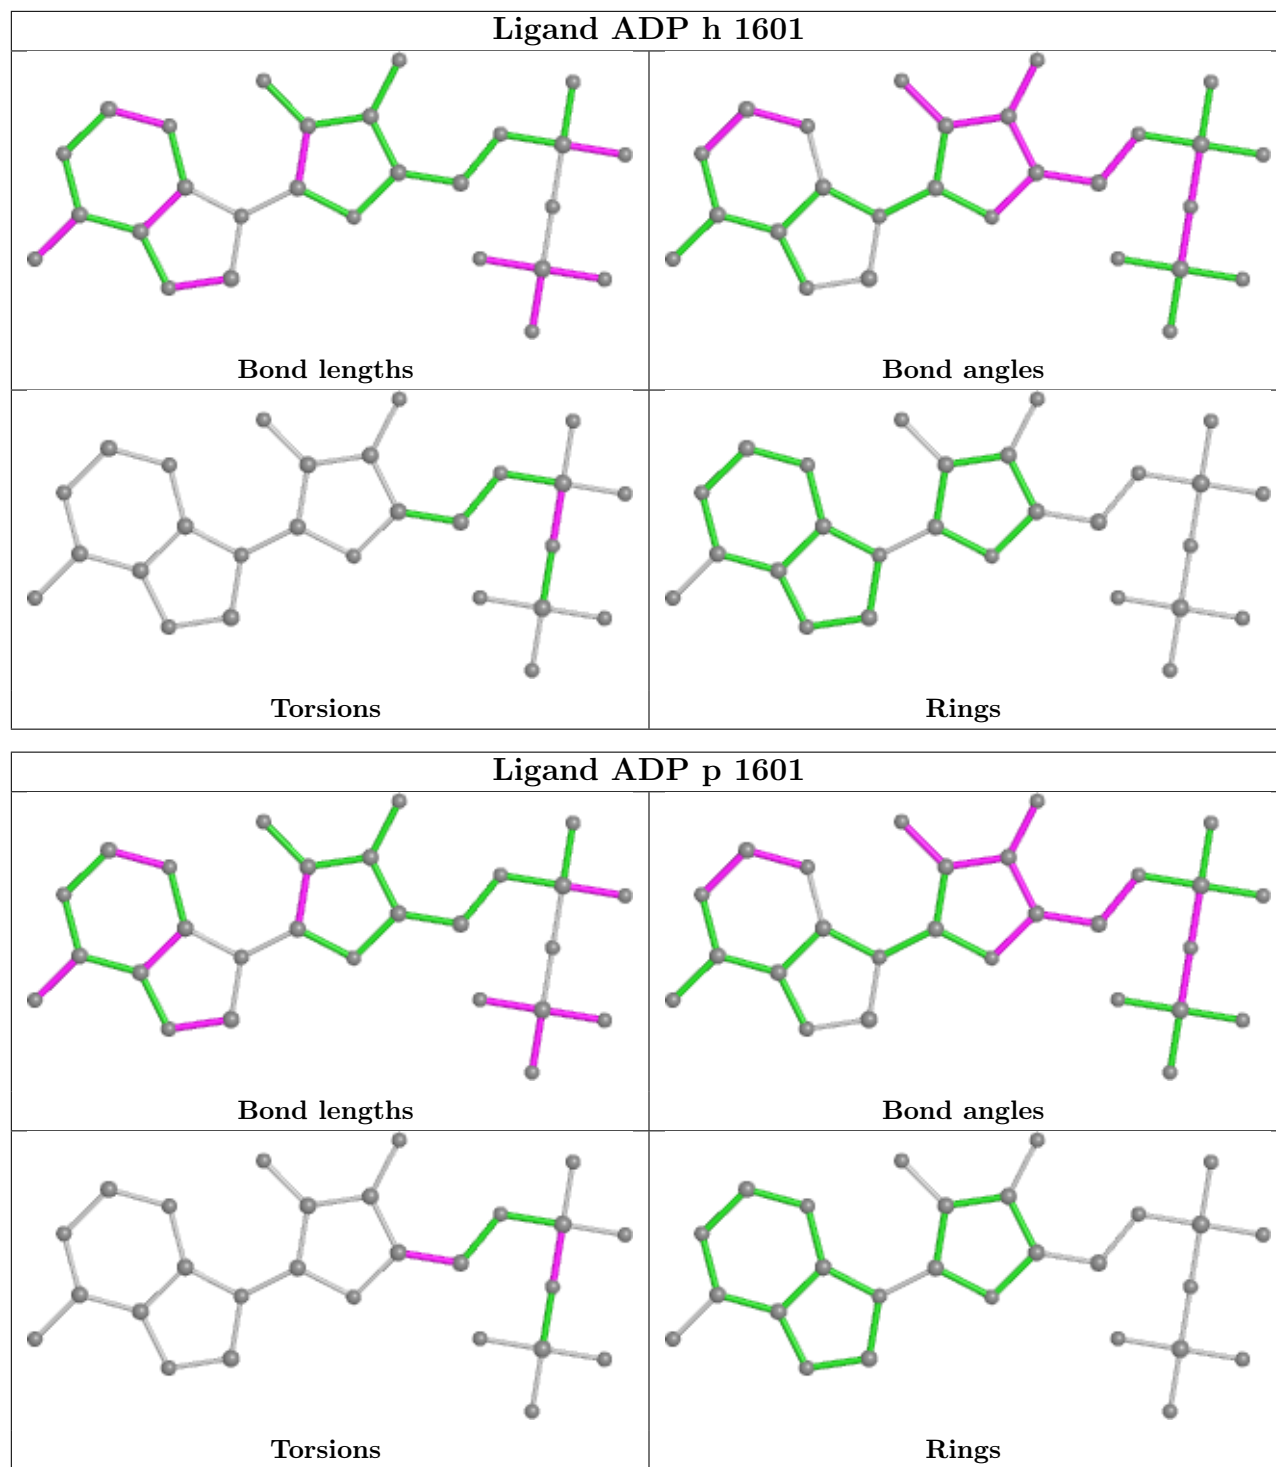 Ligand ADP h 1601
Bond lengths
Bond angles
Torsions
Rings
Ligand ADP p 1601
Bond lengths
Bond angles
Torsions
Rings